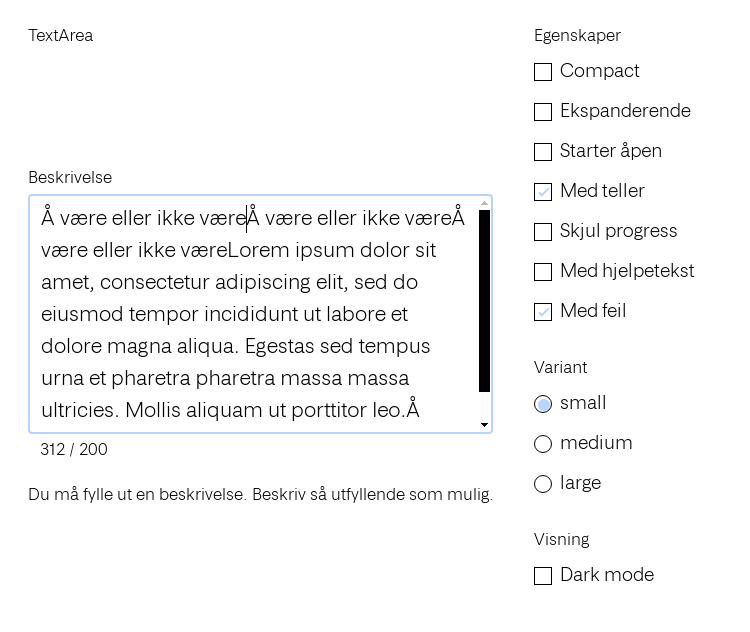 TextArea
Beskrivelse
Å være eller ikke væreÅ være eller ikke væreÅ
være eller ikke væreLorem ipsum dolor sit
amet, consectetur adipiscing elit, sed do
eiusmod tempor incididunt ut labore et
dolore magna aliqua. Egestas sed tempus
urna et pharetra pharetra massa massa
ultricies. Mollis aliquam ut porttitor leo.Å
312 / 200
Du må fylle ut en beskrivelse. Beskriv så utfyllende som mulig.
Egenskaper
Compact
Ekspanderende
Starter åpen
Med teller
Skjul progress
Med hjelpetekst
Med feil
Variant
small
medium
large
Visning
Dark mode